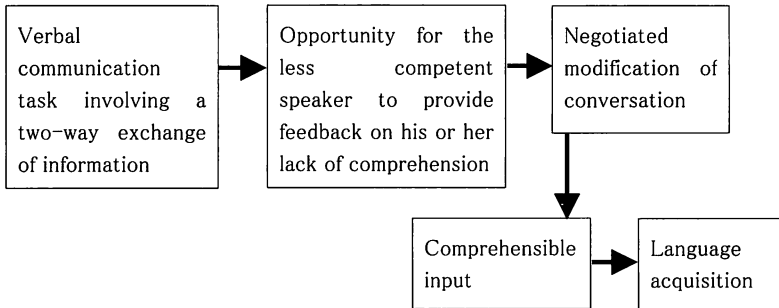 Verbal
communication
task involving a
two-way exchange
of information
Opportunity for the
less competent
speaker to provide
feedback on his or her
lack of comprehension
Negotiated
modification of
conversation
Comprehensible
input
Language
acquisition